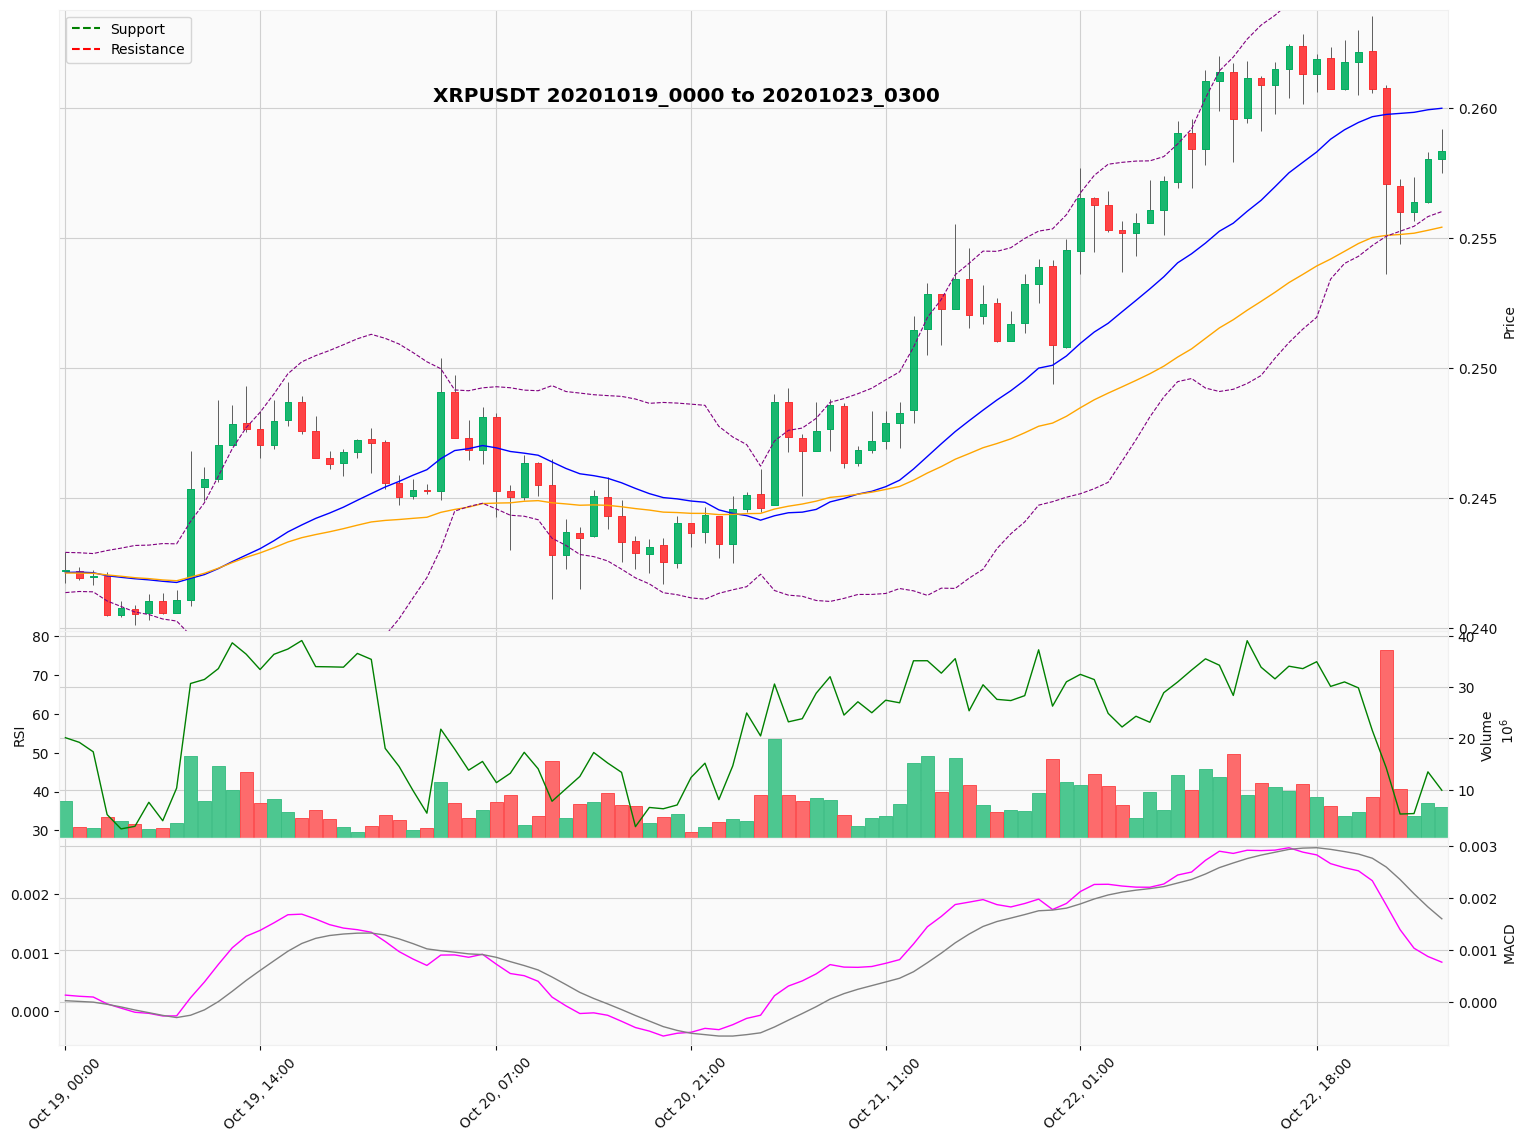 Support
Resistance
XRPUSDT 20201019_0000 to 20201023_0300
0.260
0.255
0.250
0.245
0.240
Price
80
70
60
50
40
30
RSI
40
30
20
10
Volume
10^6
0.002
0.001
0.000
0.003
0.002
0.001
0.000
MACD
Oct 19, 00:00
Oct 19, 14:00
Oct 20, 07:00
Oct 20, 21:00
Oct 21, 11:00
Oct 22, 01:00
Oct 22, 18:00